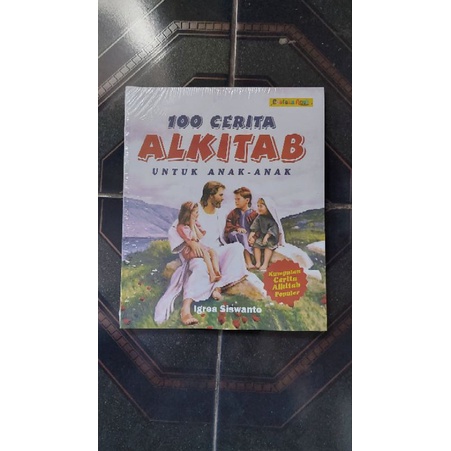 100 CERITA
ALKITAB
UNTUK ANAK-ANAK
Kumpulan
Cerita
Alkitab
Populer
Igrea Siswanto